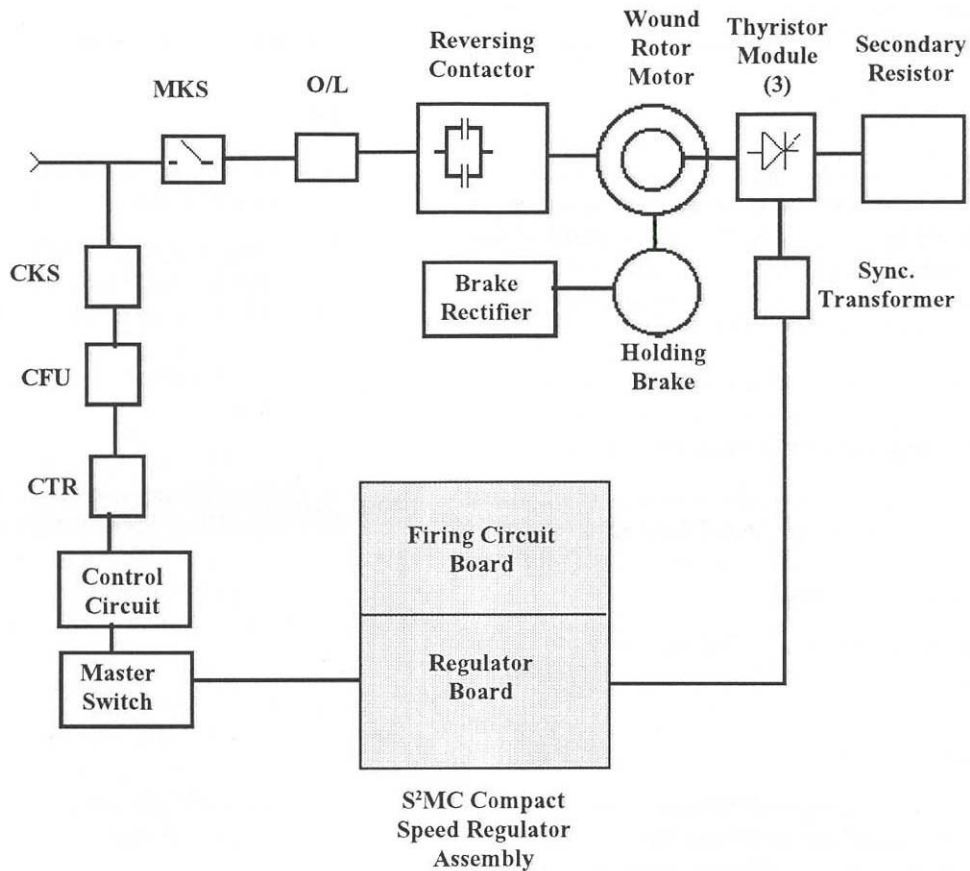 Wound
Rotor
Motor
Thyristor
Module
(3)
Secondary
Resistor
Reversing
Contactor
MKS
O/L
CKS
Brake
Rectifier
Sync.
Transformer
Holding
Brake
CFU
CTR
Firing Circuit
Board
Control
Circuit
Regulator
Board
Master
Switch
S²MC Compact
Speed Regulator
Assembly